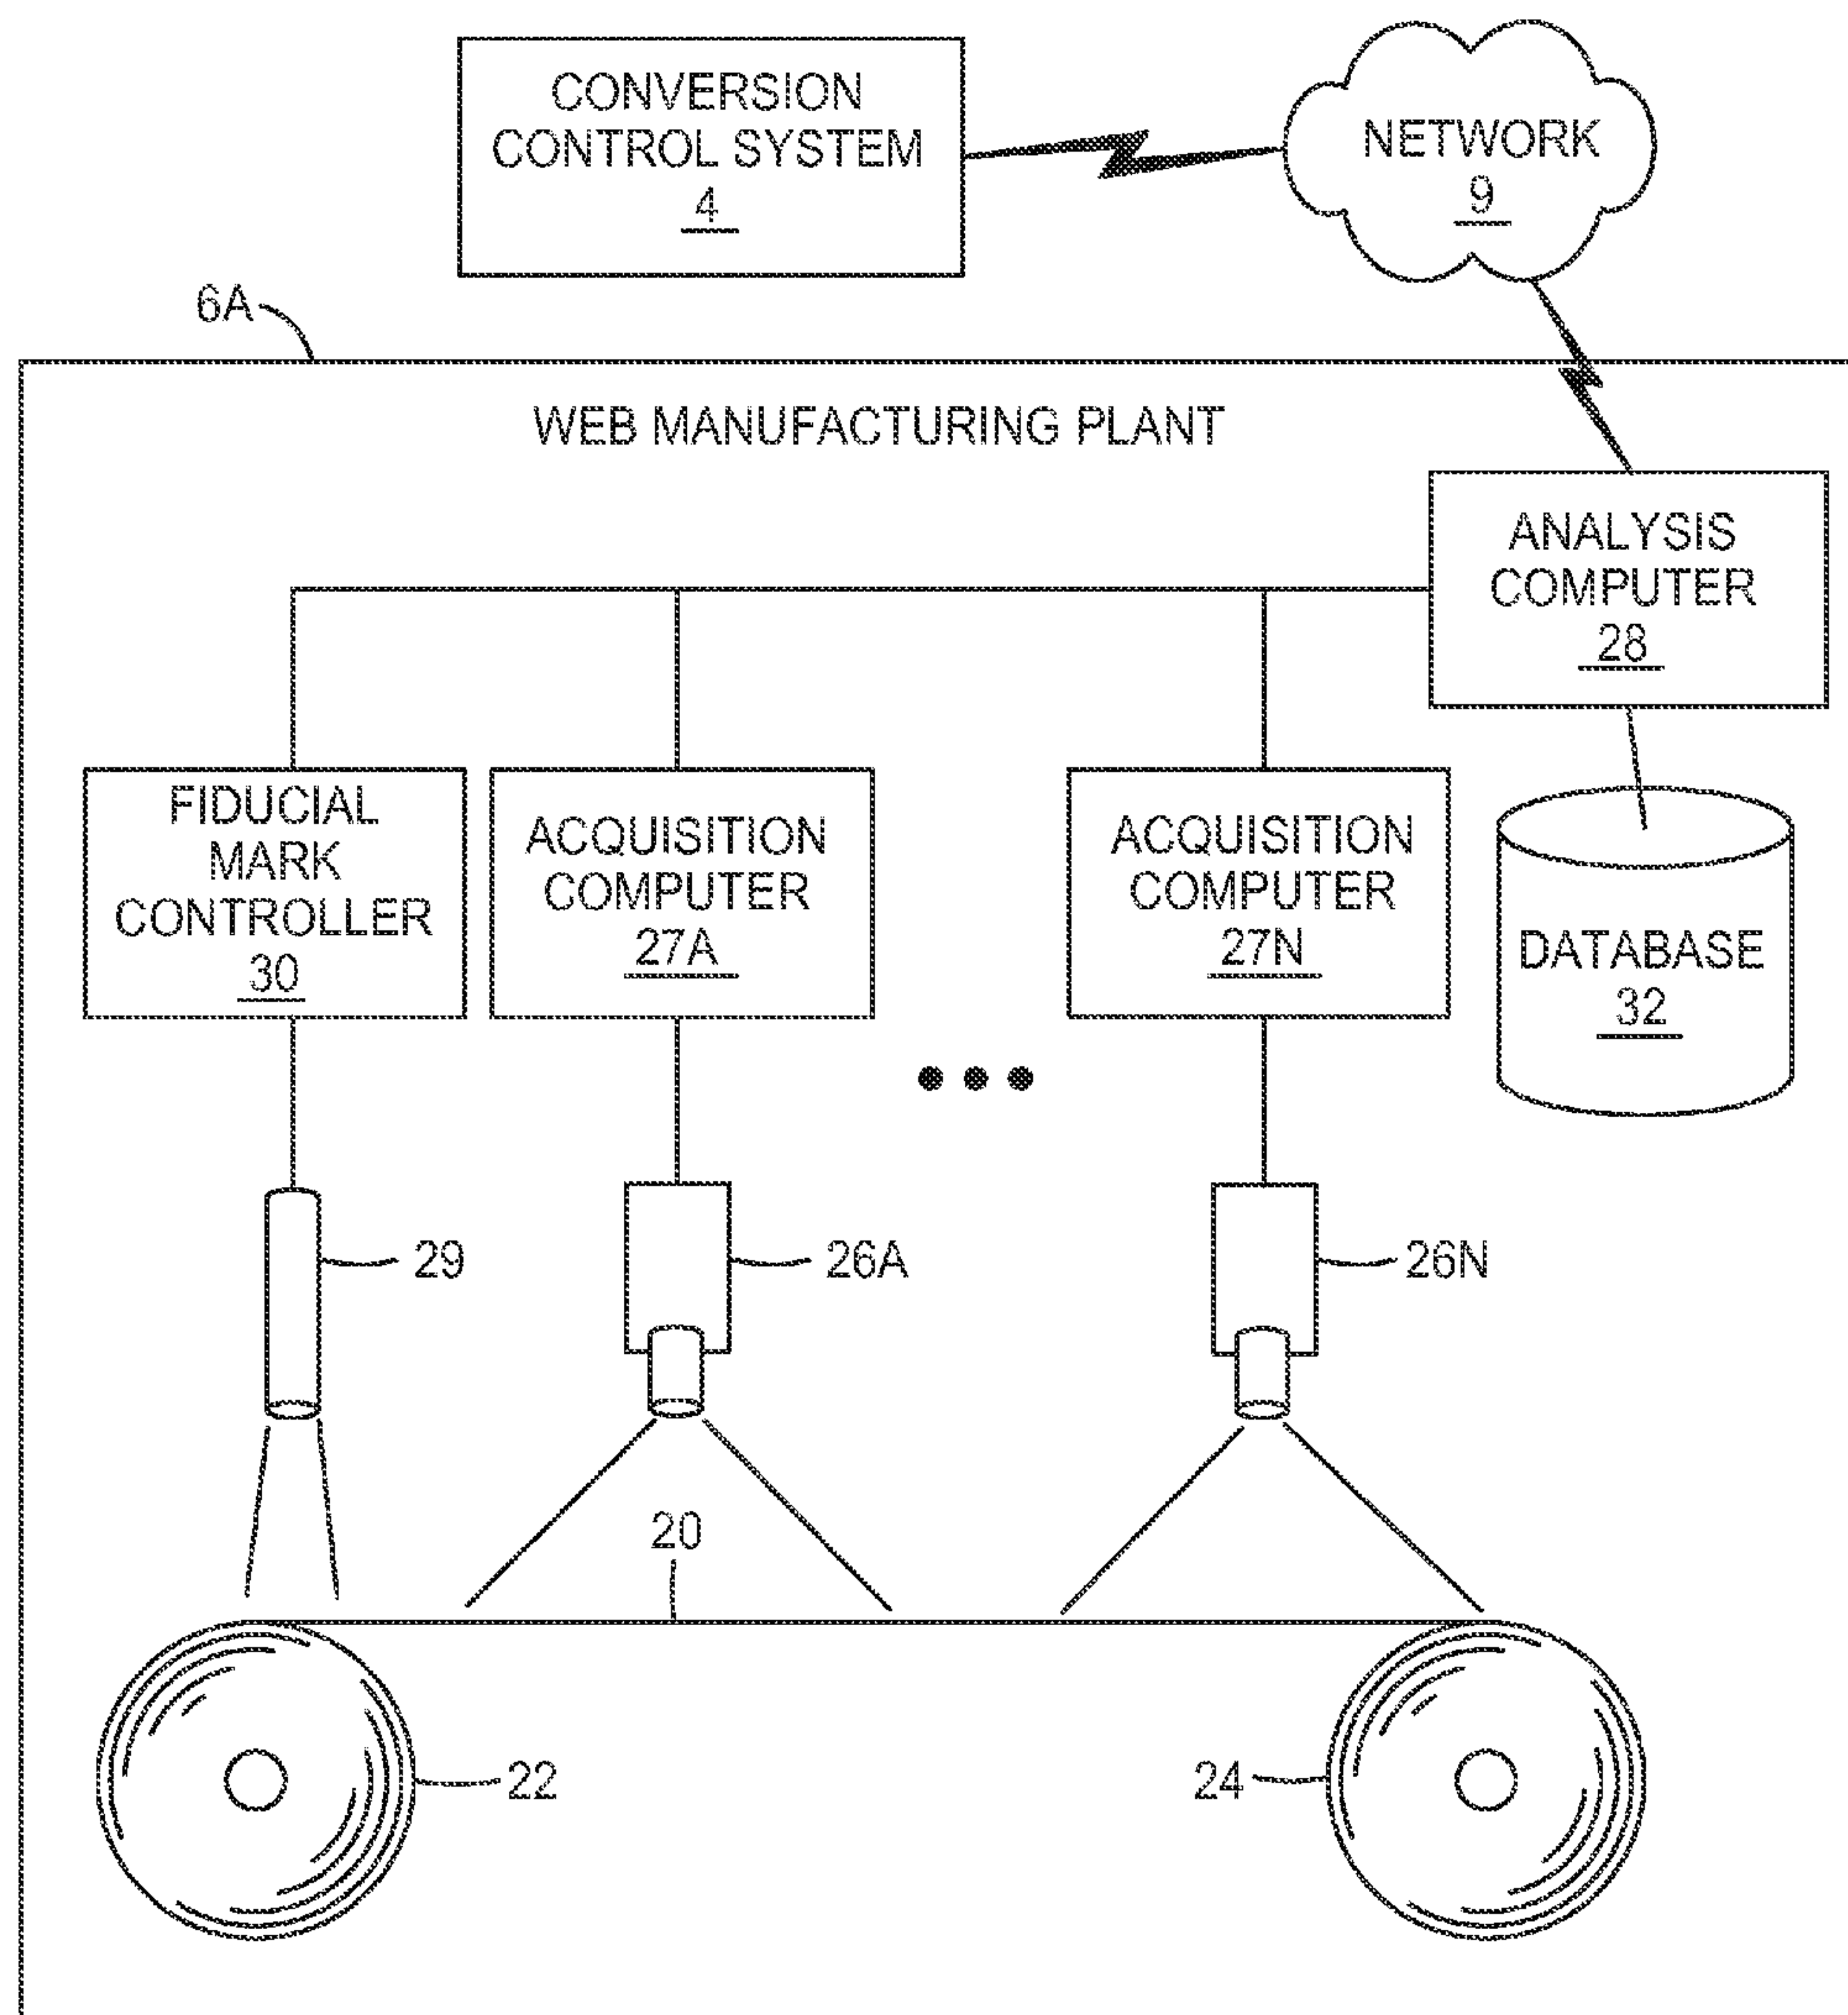 CONVERSION
CONTROL SYSTEM
4
NETWORK
9
6A
WEB MANUFACTURING PLANT
ANALYSIS
COMPUTER
28
FIDUCIAL
MARK
CONTROLLER
30
ACQUISITION
COMPUTER
27A
ACQUISITION
COMPUTER
27N
DATABASE
32
29
26A
26N
20
22
24